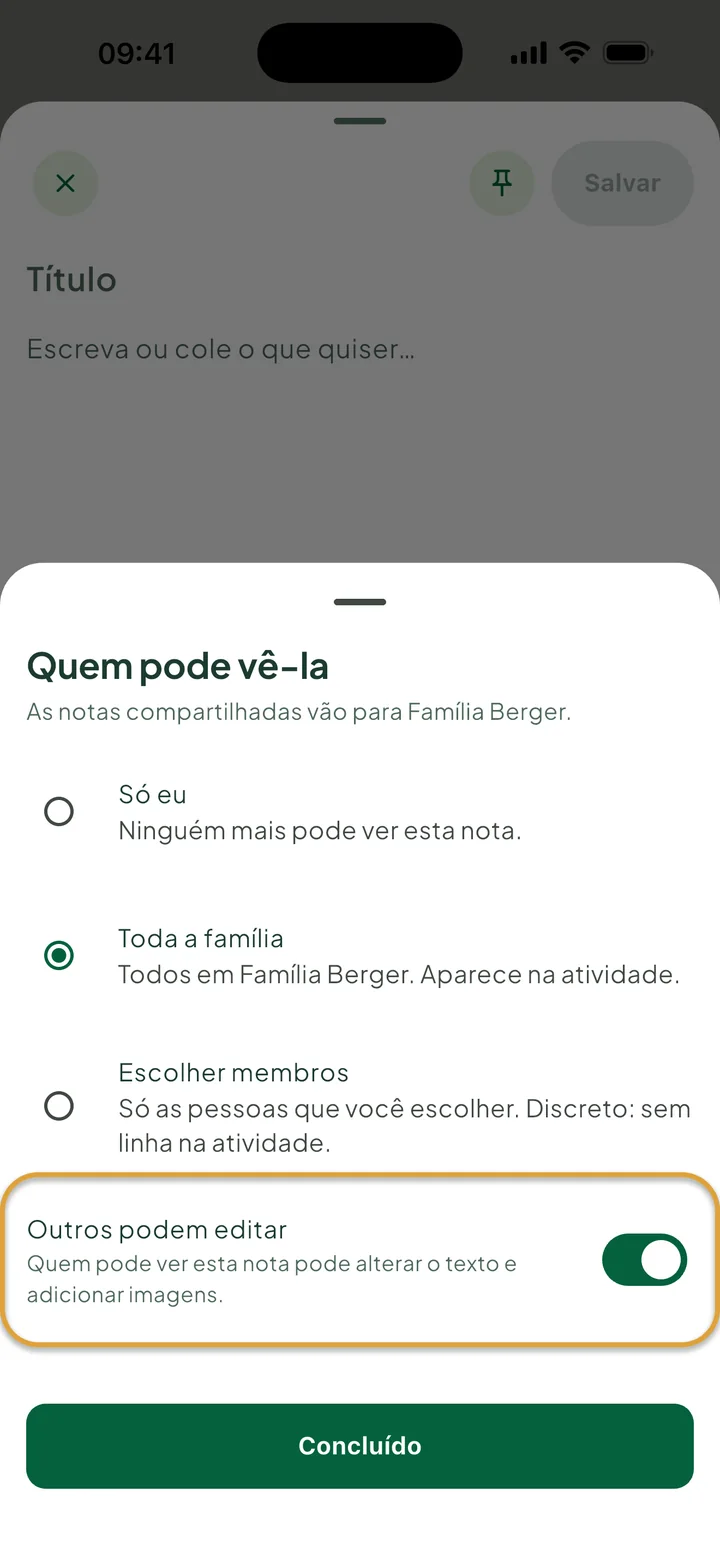 09:41
Salvar
Título
Escreva ou cole o que quiser...
Quem pode vê-la
As notas compartilhadas vão para Família Berger.
Só eu
Ninguém mais pode ver esta nota.
Toda a família
Todos em Família Berger. Aparece na atividade.
Escolher membros
Só as pessoas que você escolher. Discreto: sem
linha na atividade.
Outros podem editar
Quem pode ver esta nota pode alterar o texto e
adicionar imagens.
Concluído